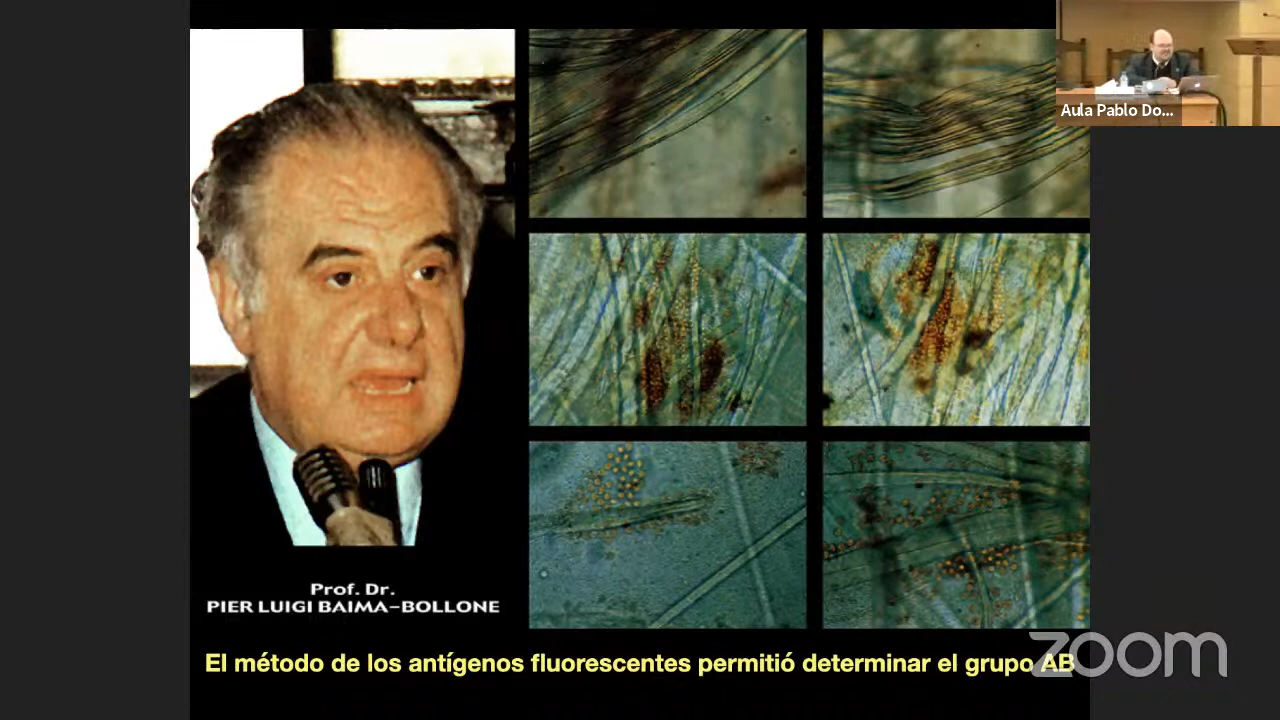 Aula Pablo Do...
Prof. Dr.
PIER LUIGI BAIMA-BOLLONE
El método de los antígenos fluorescentes permitió determinar el grupo AB
zoom